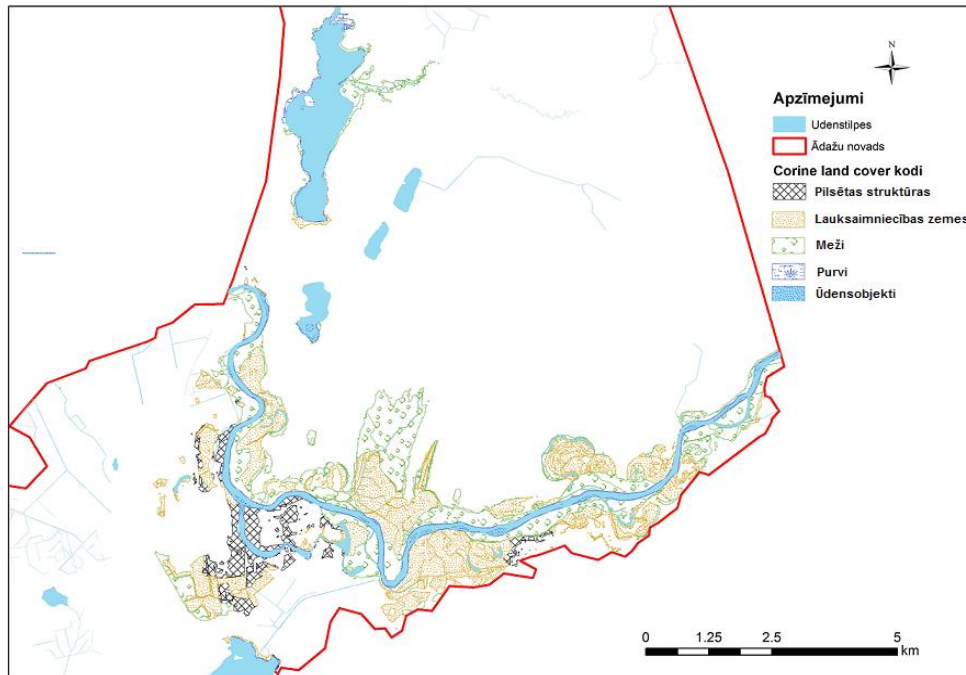 N
Apzīmejumi
Udenstilpes
Ādažu novads
Corine land cover kodi
Pilsētas struktūras
Lauksaimniecības zemes
Meži
Purvi
Ūdensobjekti
0 1.25 2.5 5
km